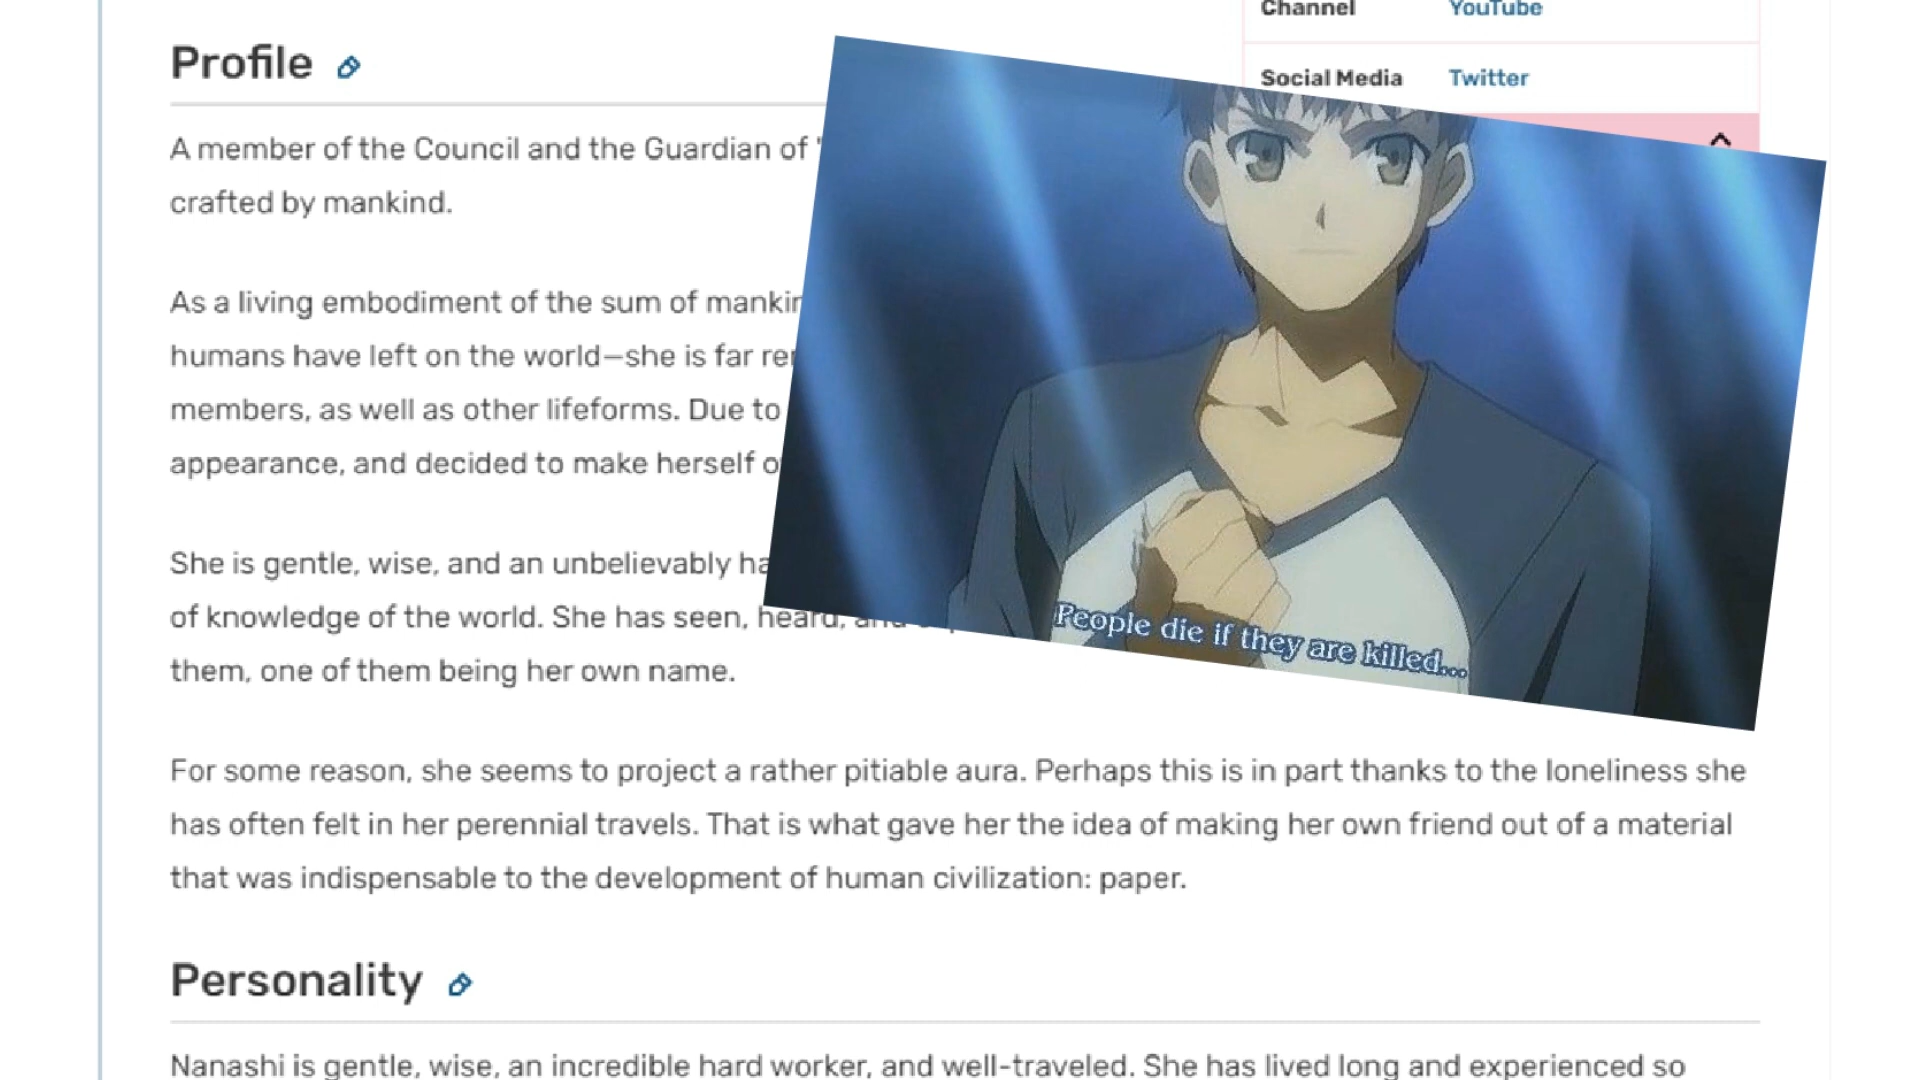 Channel YouTube
Profile
Social Media Twitter
A member of the Council and the Guardian of "
crafted by mankind.
As a living embodiment of the sum of
humans have left on the world—she is far
members, as well as other lifeforms. Due to
appearance, and decided to make herself
She is gentle, wise, and an unbelievably
of knowledge of the world. She has seen, heard, and
them, one of them being her own name.
People die if they are killed...
For some reason, she seems to project a rather pitiable aura. Perhaps this is in part thanks to the loneliness she
has often felt in her perennial travels. That is what gave her the idea of making her own friend out of a material
that was indispensable to the development of human civilization: paper.
Personality
Nanashi is gentle, wise, an incredible hard worker, and well-traveled. She has lived long and experienced so